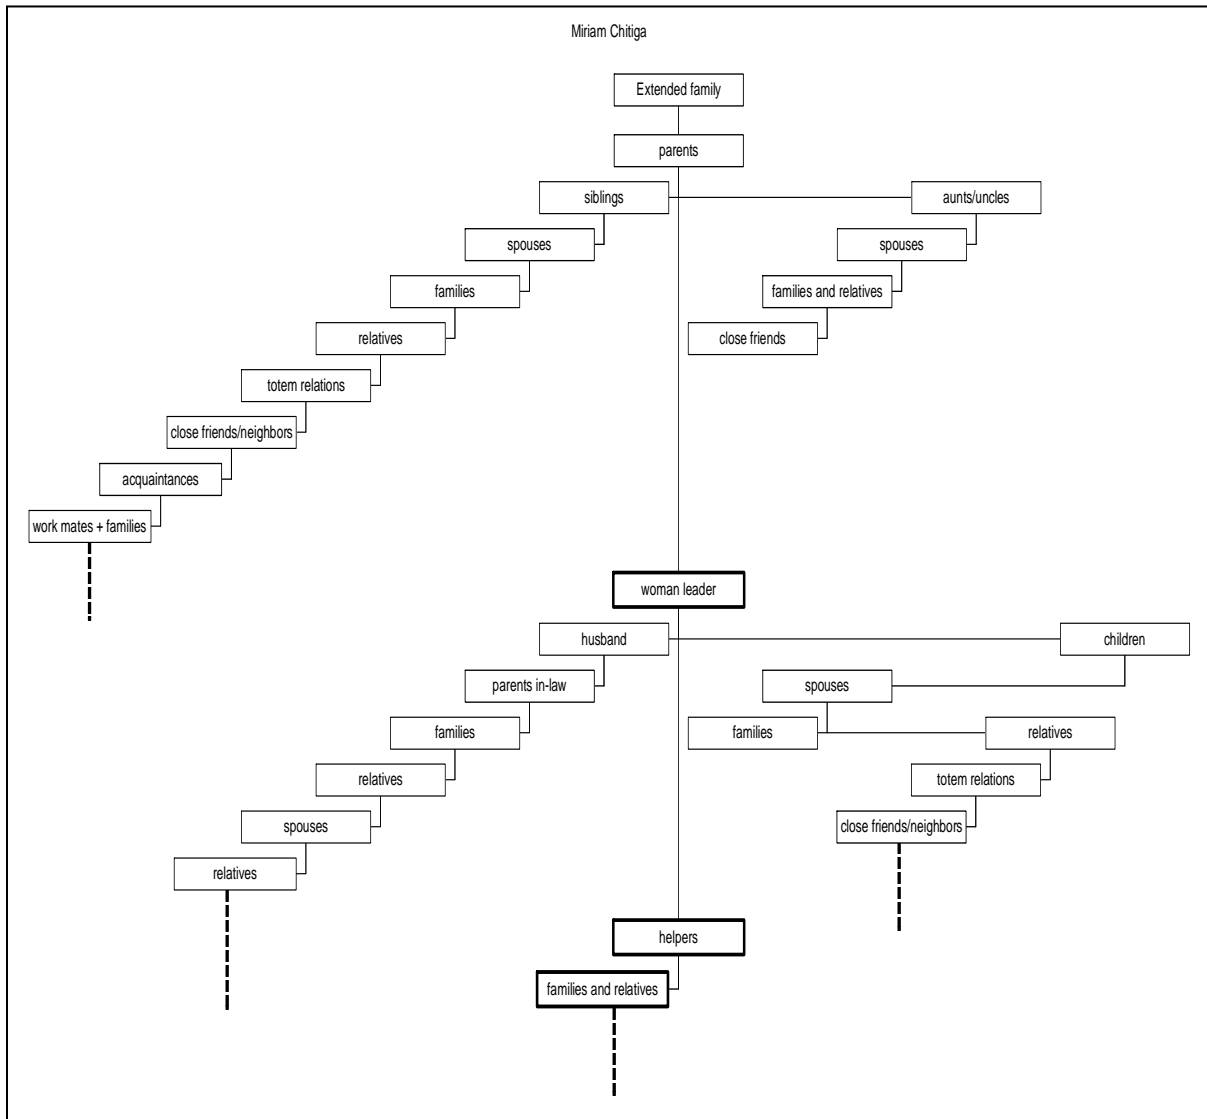 Miriam Chitiga
Extended family
parents
siblings
aunts/uncles
spouses
spouses
families
families and relatives
relatives
close friends
totem relations
close friends/neighbors
acquaintances
work mates + families
woman leader
husband
children
parents in-law
spouses
families
families
relatives
relatives
totem relations
spouses
close friends/neighbors
relatives
helpers
families and relatives